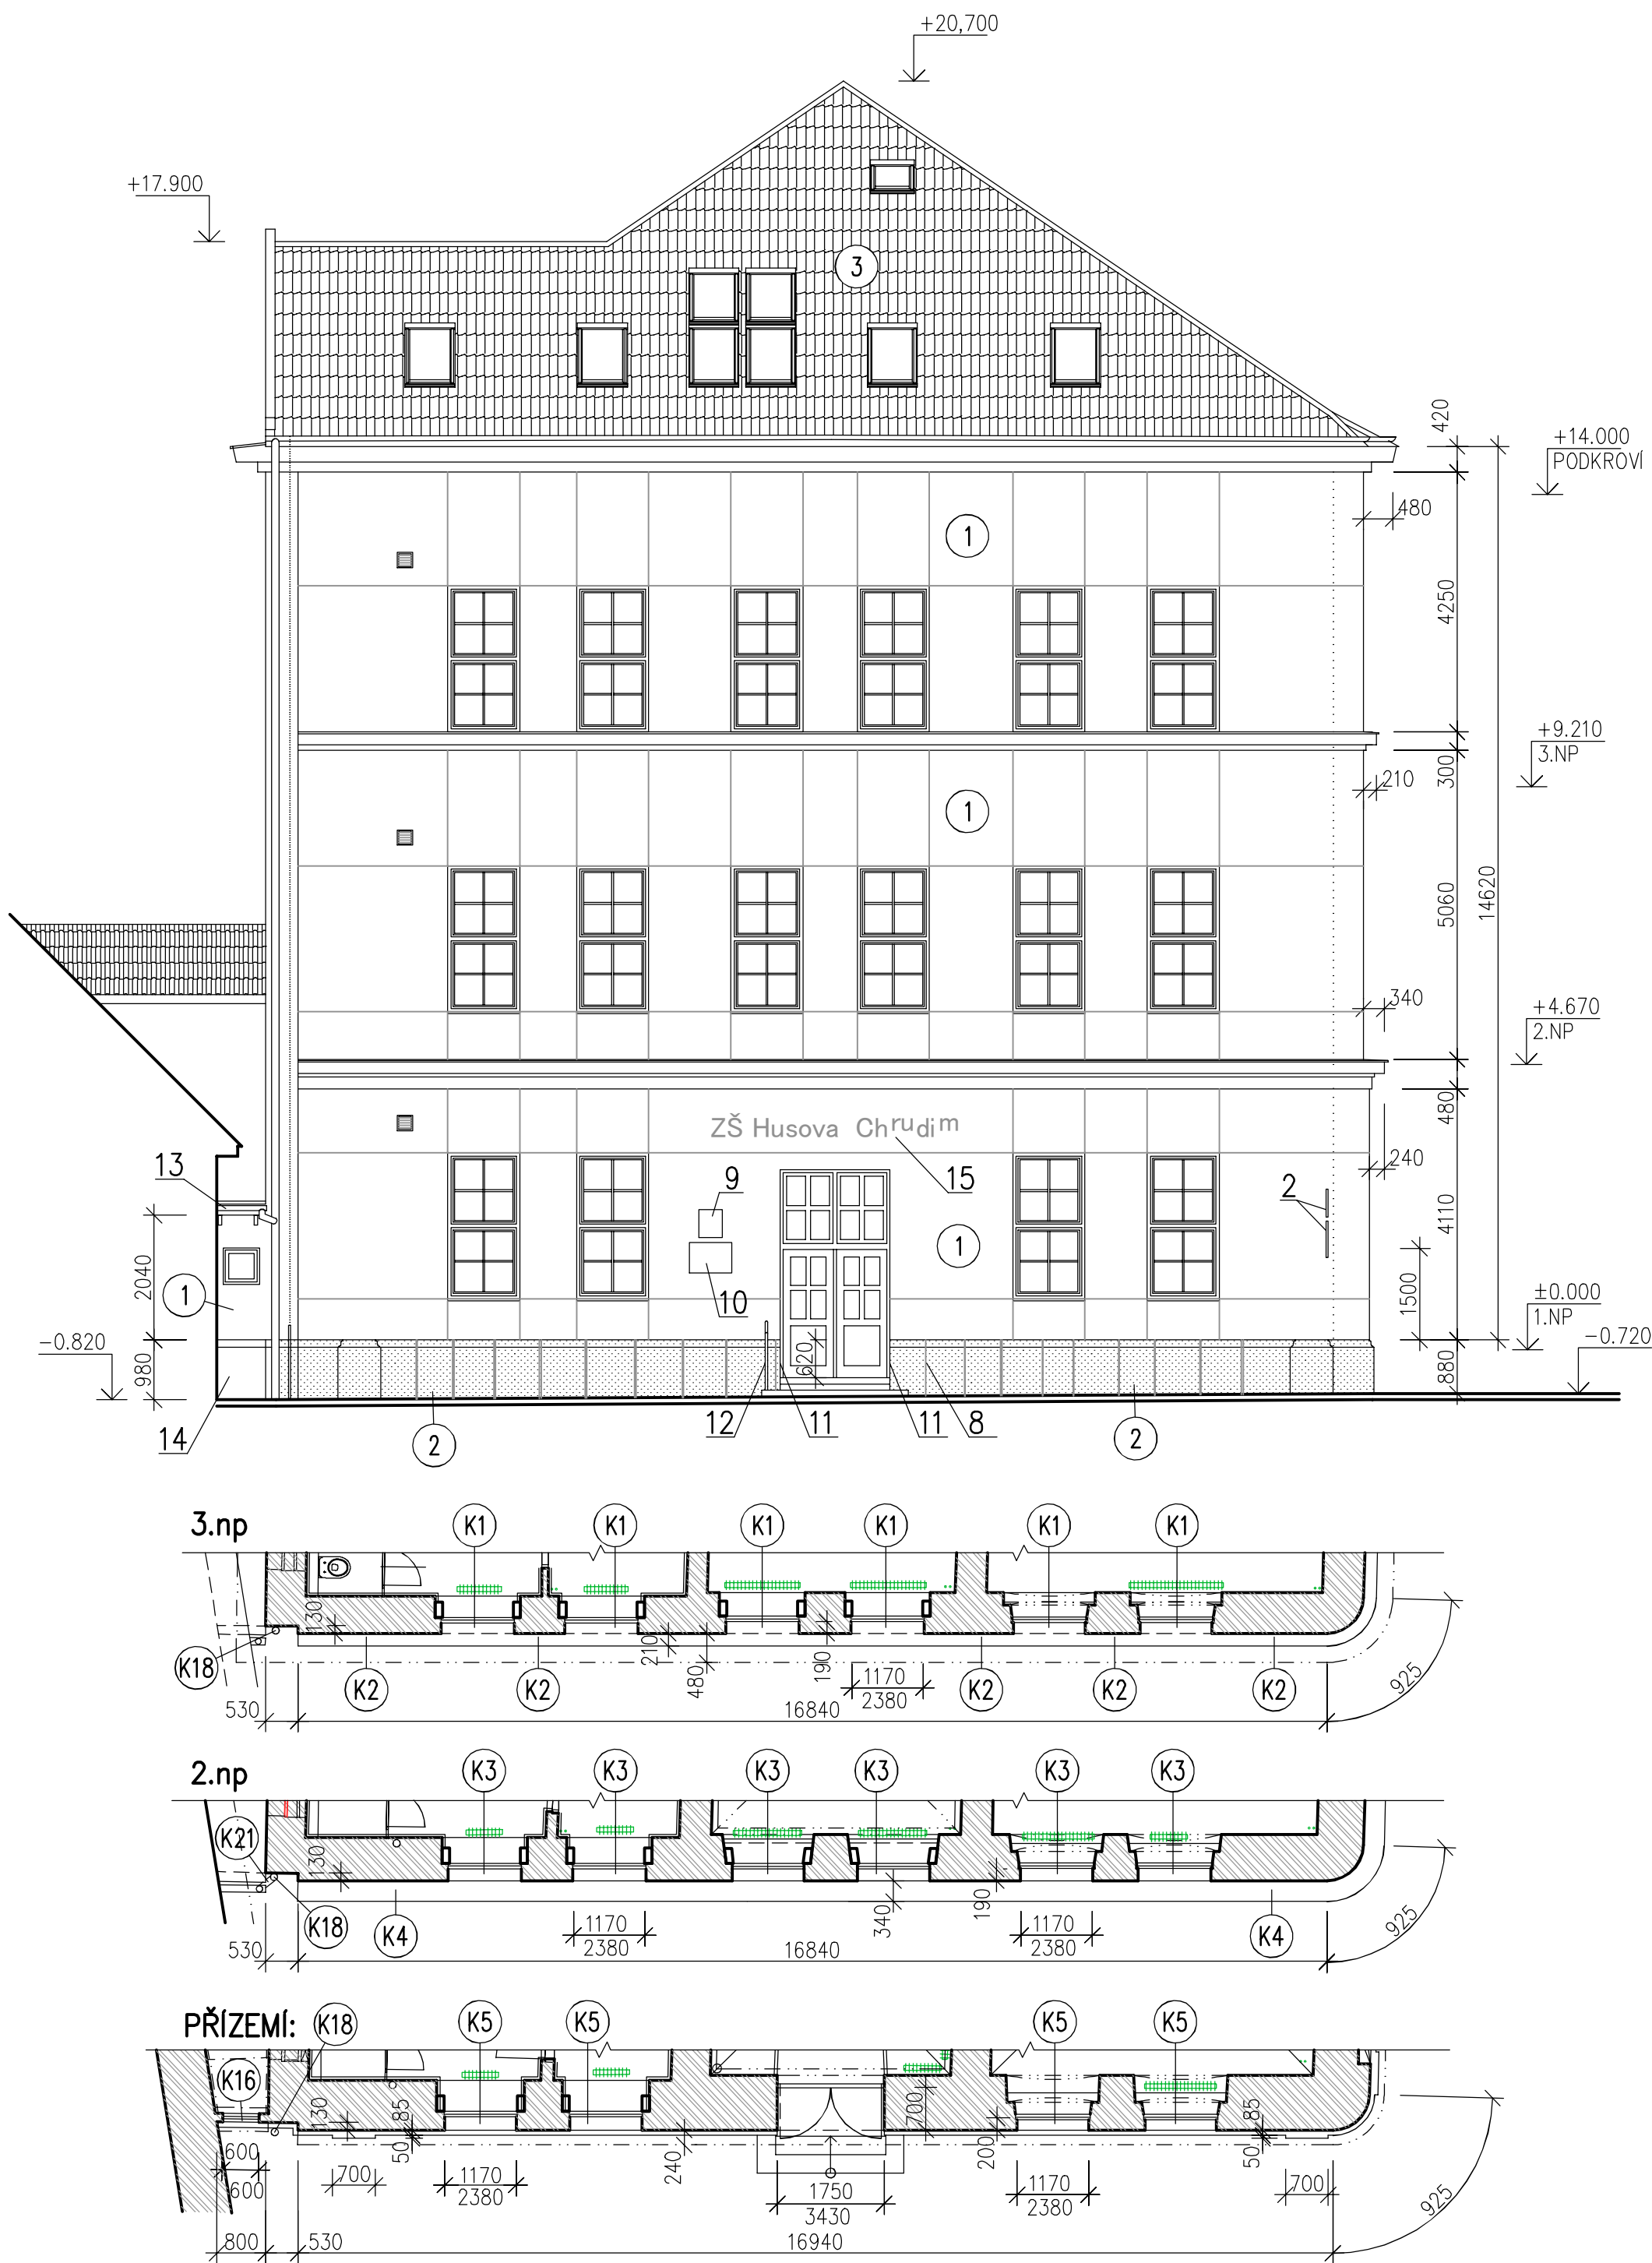 +20,700
+17.900
3
420
+14.000
PODKROVÍ
480
1
4250
+9.210
3.NP
300
210
1
5060
14620
340
+4.670
2.NP
480
ZŠ Husova Chrudim
240
13
9
15
2
4110
1
10
2040
1
1500
±0.000
1.NP
-0.820
-0.720
620
980
880
14
2
12
11
11
8
2
3.np
K1
K1
K1
K1
K1
K1
130
210
480
190
K18
K2
K2
K2
K2
K2
1170
2380
530
16840
925
2.np
K3
K3
K3
K3
K3
K3
K21
130
340
190
K18
K4
K4
1170
2380
1170
2380
530
16840
925
PŘÍZEMÍ:
K18
K5
K5
K5
K5
K16
130
85
50
700
240
200
85
50
600
600
700
1170
2380
1750
3430
1170
2380
700
925
800
530
16940